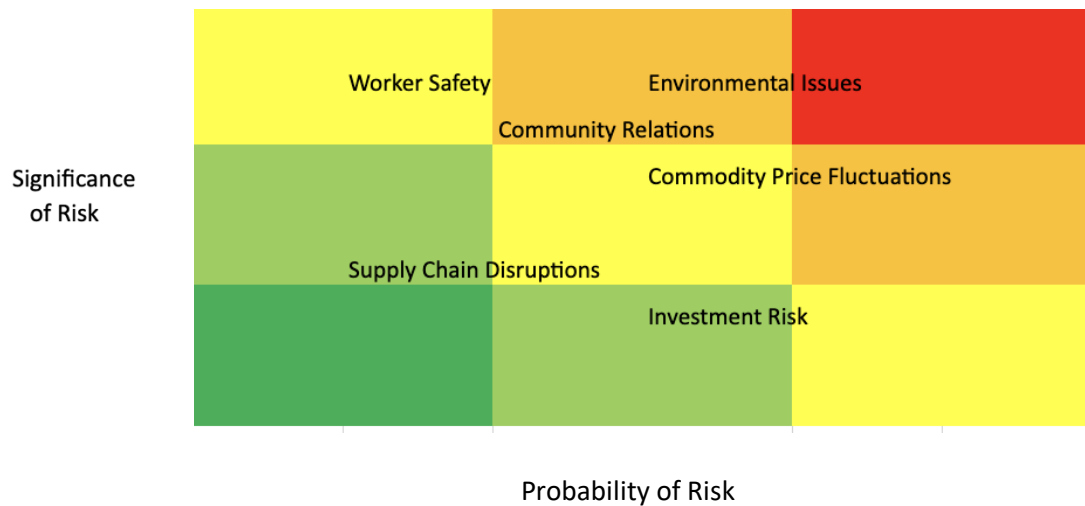 Worker Safety
Environmental Issues
Community Relations
Significance
of Risk
Commodity Price Fluctuations
Supply Chain Disruptions
Investment Risk
Probability of Risk